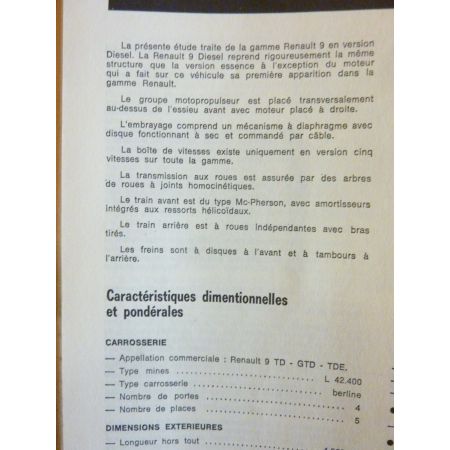 La présente étude traite de la gamme Renault 9 en version
Diesel. La Renault 9 Diesel reprend rigoureusement la même
structure que la version essence à l'exception du moteur
qui a fait sur ce véhicule sa première apparition dans la
gamme Renault.
Le groupe motopropulseur est placé transversalement
au-dessus de l'essieu avant avec moteur placé à droite.
L'embrayage comprend un mécanisme à diaphragme avec
disque fonctionnant à sec et commandé par câble.
La boîte de vitesses existe uniquement en version cinq
vitesses sur toute la gamme.
La transmission aux roues est assurée par des arbres
de roues à joints homocinétiques.
Le train avant est du type Mc-Pherson, avec amortisseurs
intégrés aux ressorts hélicoïdaux.
Le train arrière est à roues indépendantes avec bras
tirés.
Les freins sont à disques à l'avant et à tambours à
l'arrière.
Caractéristiques dimentionnelles
et pondérales
CARROSSERIE
— Appellation commerciale : Renault 9 TD - GTD - TDE.
— Type mines .......................... L 42.400
— Type carrosserie .......................... berline
— Nombre de portes .......................... 4
— Nombre de places .......................... 5
DIMENSIONS EXTERIEURES
— Longueur hors tout ..........................